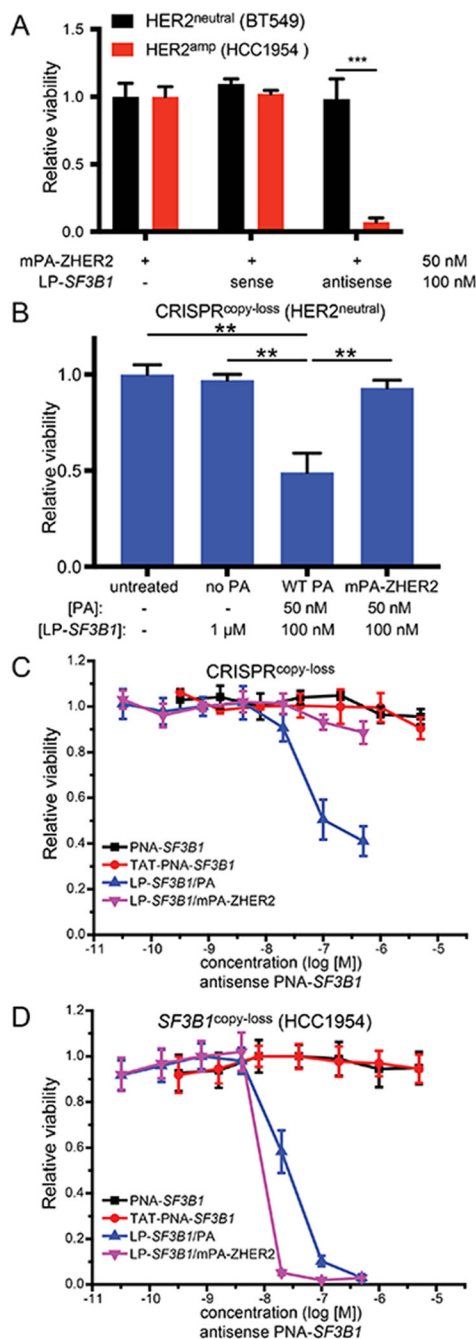 A
HER2neutral (BT549)
HER2amp (HCC1954)
***
Relative viability
1.5
1.0
0.5
0.0
mPA-ZHER2 + + + 50 nM
LP-SF3B1 - sense antisense 100 nM
B
CRISPRcopy-loss (HER2neutral)
**
** **
Relative viability
1.0
0.5
0.0
untreated no PA WT PA mPA-ZHER2
[PA]: - - 50 nM 50 nM
[LP-SF3B1]: - 1 µM 100 nM 100 nM
C
CRISPRcopy-loss
Relative viability
1.2
1.0
0.8
0.6
0.4
0.2
0.0
PNA-SF3B1
TAT-PNA-SF3B1
LP-SF3B1/PA
LP-SF3B1/mPA-ZHER2
-11 -10 -9 -8 -7 -6 -5
concentration (log [M])
antisense PNA-SF3B1
D
SF3B1copy-loss (HCC1954)
Relative viability
1.2
1.0
0.8
0.6
0.4
0.2
0.0
PNA-SF3B1
TAT-PNA-SF3B1
LP-SF3B1/PA
LP-SF3B1/mPA-ZHER2
-11 -10 -9 -8 -7 -6 -5
concentration (log [M])
antisense PNA-SF3B1